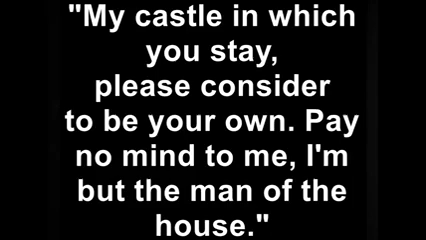 "My castle in which
you stay,
please consider
to be your own. Pay
no mind to me, I'm
but the man of the
house."